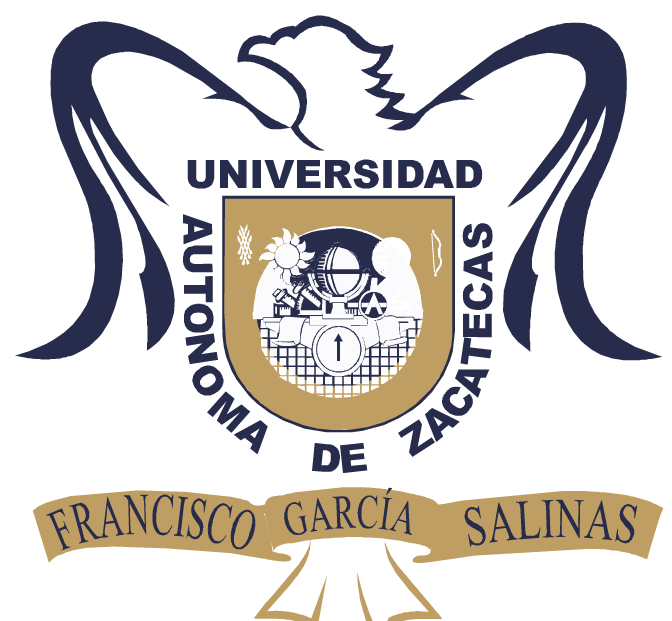 UNIVERSIDAD
AUTONOMA
DE
ZACATECAS
FRANCISCO GARCÍA SALINAS